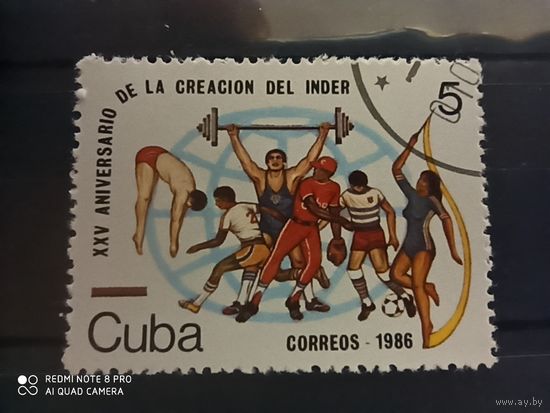 XXV ANIVERSARIO DE LA CREACION DEL INDER
5
Cuba
CORREOS - 1986
REDMI NOTE 8 PRO
AI QUAD CAMERA
www.ay.by